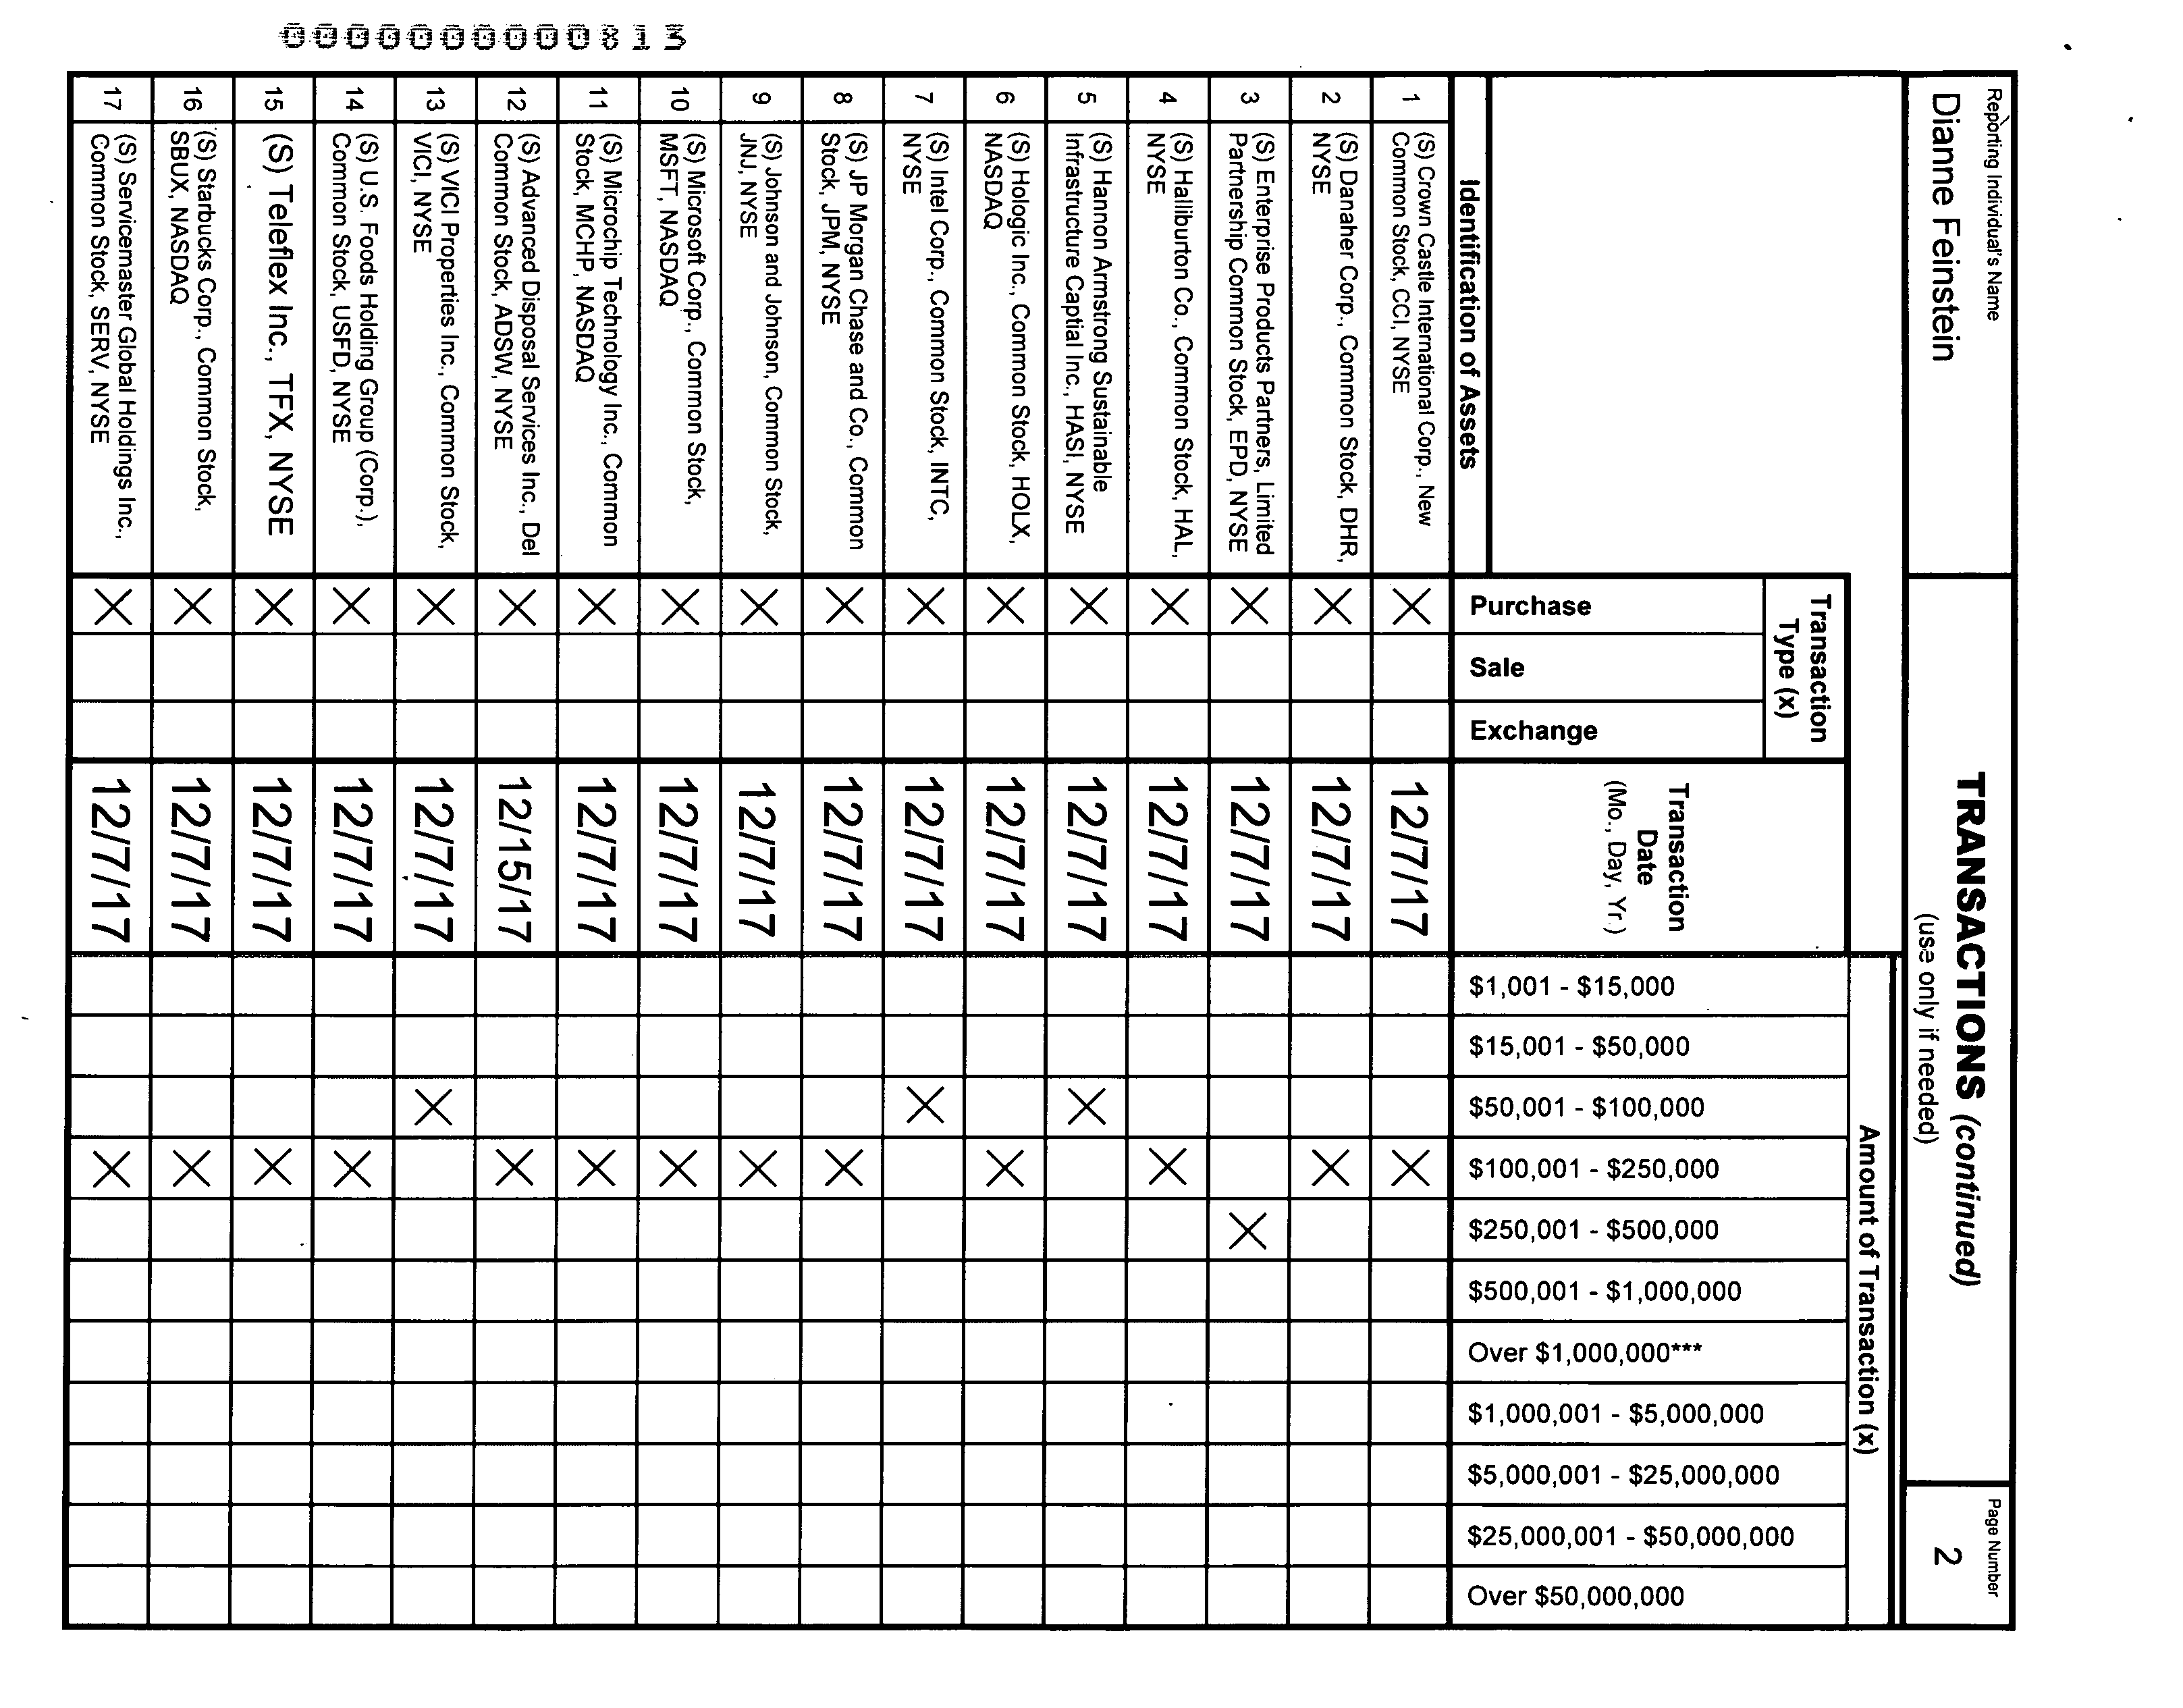 Reporting Individual's Name
Dianne Feinstein
TRANSACTIONS (continued)
(use only if needed)
Page Number
2
Transaction
Type (x)
Amount of Transaction (x)
Identification of Assets
Purchase
Sale
Exchange
Transaction
Date
(Mo., Day, Yr.)
$1,001 - $15,000
$15,001 - $50,000
$50,001 - $100,000
$100,001 - $250,000
$250,001 - $500,000
$500,001 - $1,000,000
Over $1,000,000***
$1,000,001 - $5,000,000
$5,000,001 - $25,000,000
$25,000,001 - $50,000,000
Over $50,000,000
1 (S) Crown Castle International Corp., New
Common Stock, CCI, NYSE
X 12/7/17 X
2 (S) Danaher Corp., Common Stock, DHR,
NYSE
X 12/7/17 X
3 (S) Enterprise Products Partners, Limited
Partnership Common Stock, EPD, NYSE
X 12/7/17 X
4 (S) Halliburton Co., Common Stock, HAL,
NYSE
X 12/7/17 X
5 (S) Hannon Armstrong Sustainable
Infrastructure Captial Inc., HASI, NYSE
X 12/7/17 X
6 (S) Hologic Inc., Common Stock, HOLX,
NASDAQ
X 12/7/17 X
7 (S) Intel Corp., Common Stock, INTC,
NYSE
X 12/7/17 X
8 (S) JP Morgan Chase and Co., Common
Stock, JPM, NYSE
X 12/7/17 X
9 (S) Johnson and Johnson, Common Stock,
JNJ, NYSE
X 12/7/17 X
10 (S) Microsoft Corp., Common Stock,
MSFT, NASDAQ
X 12/7/17 X
11 (S) Microchip Technology Inc., Common
Stock, MCHP, NASDAQ
X 12/7/17 X
12 (S) Advanced Disposal Services Inc., Del
Common Stock, ADSW, NYSE
X 12/15/17 X
13 (S) VICI Properties Inc., Common Stock,
VICI, NYSE
X 12/7/17 X
14 (S) U.S. Foods Holding Group (Corp.),
Common Stock, USFD, NYSE
X 12/7/17 X
15 (S) Teleflex Inc., TFX, NYSE
X 12/7/17 X
16 (S) Starbucks Corp., Common Stock,
SBUX, NASDAQ
X 12/7/17 X
17 (S) Servicemaster Global Holdings Inc.,
Common Stock, SERV, NYSE
X 12/7/17 X